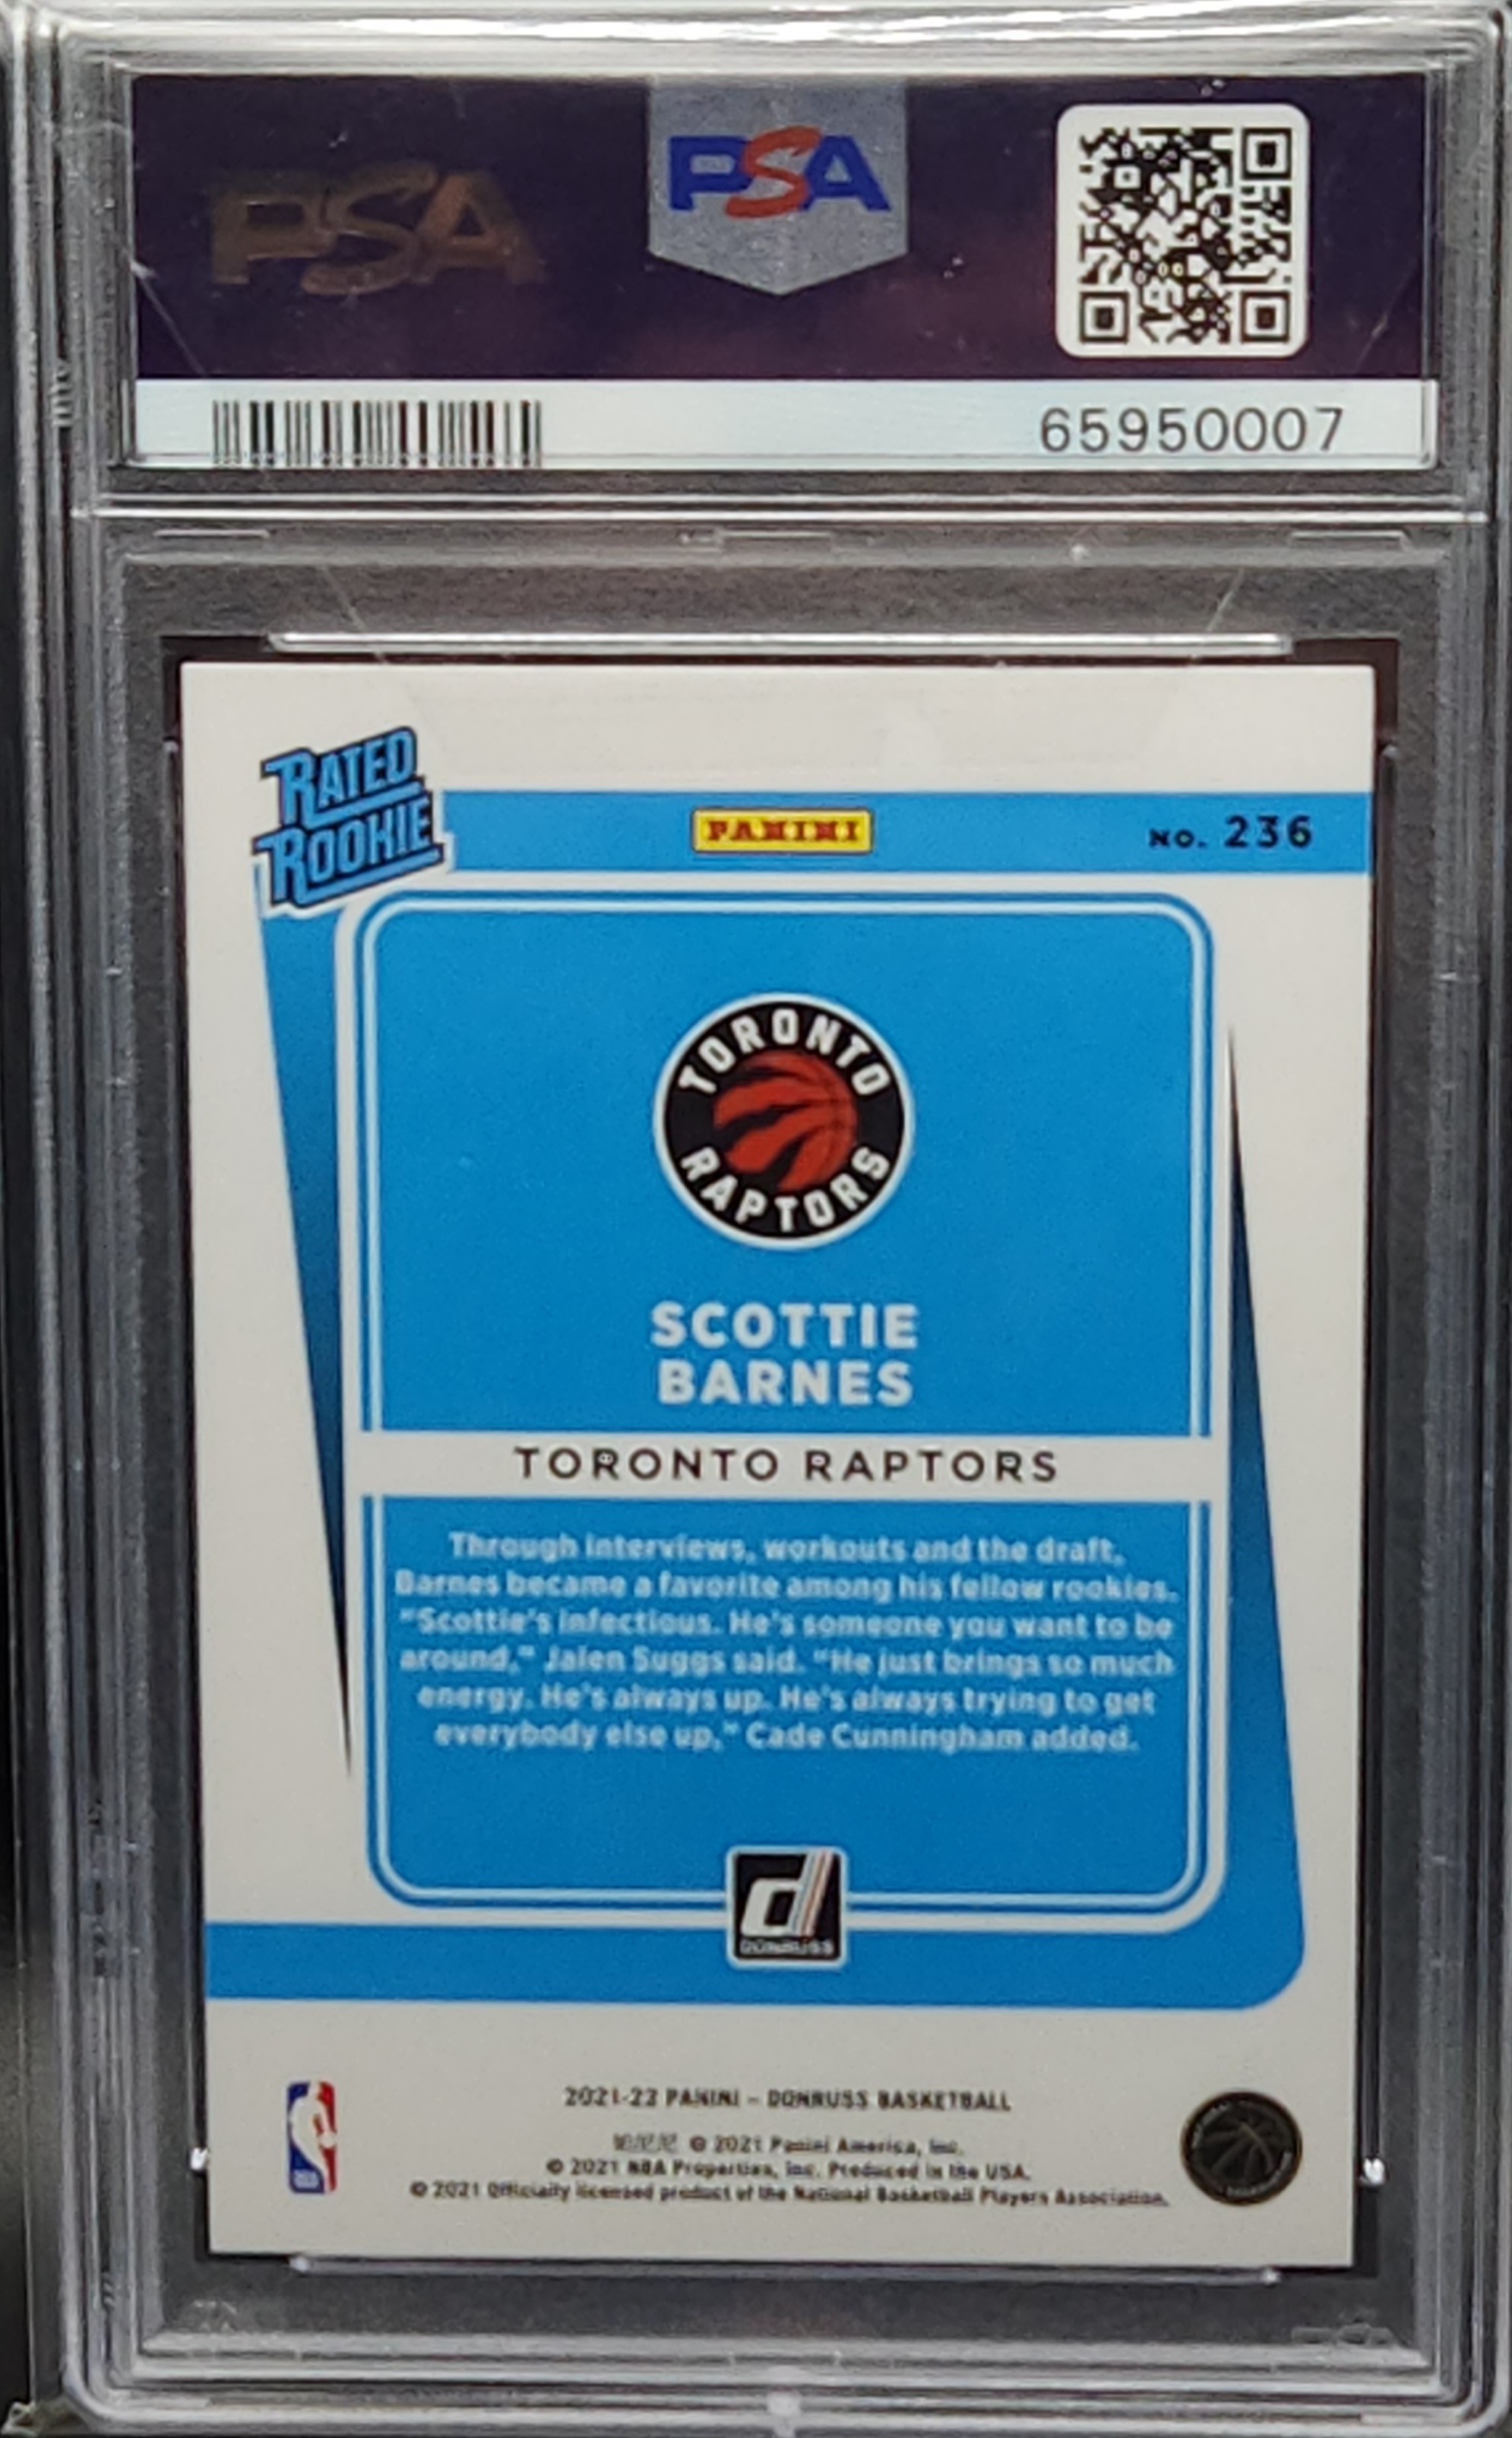 PSA
PSA
65950007
RATED
ROOKIE
PANINI
NO. 236
TORONTO
RAPTORS
SCOTTIE
BARNES
TORONTO RAPTORS
Through interviews, workouts and the draft,
Barnes became a favorite among his fellow rookies.
"Scottie's infectious. He's someone you want to be
around," Jalen Suggs said. "He just brings so much
energy. He's always up. He's always trying to get
everybody else up," Cade Cunningham added.
d
DONRUSS
2021-22 PANINI – DONRUSS BASKETBALL
© 2021 Panini America, Inc.
© 2021 NBA Properties, Inc. Produced in the USA.
© 2021 Officially licensed product of the National Basketball Players Association.